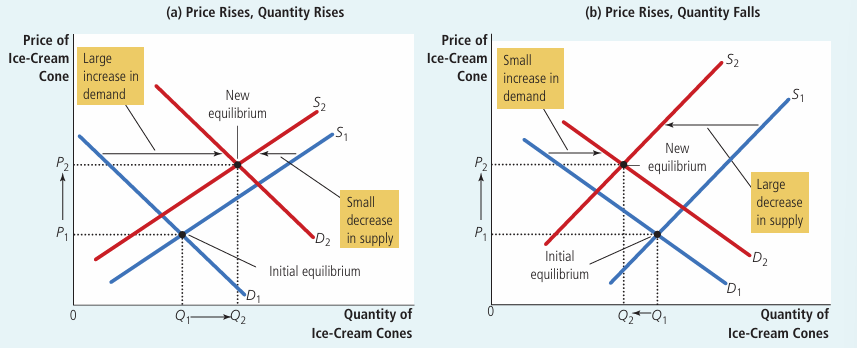 (a) Price Rises, Quantity Rises
Price of
Ice-Cream
Cone
Large
increase in
demand
New
equilibrium
S2
S1
P2
P1
Small
decrease
in supply
D2
Initial equilibrium
D1
0
Q1
Q2
Quantity of
Ice-Cream Cones
(b) Price Rises, Quantity Falls
Price of
Ice-Cream
Cone
Small
increase in
demand
S2
S1
New
equilibrium
P2
P1
Large
decrease
in supply
Initial
equilibrium
D2
D1
0
Q2
Q1
Quantity of
Ice-Cream Cones